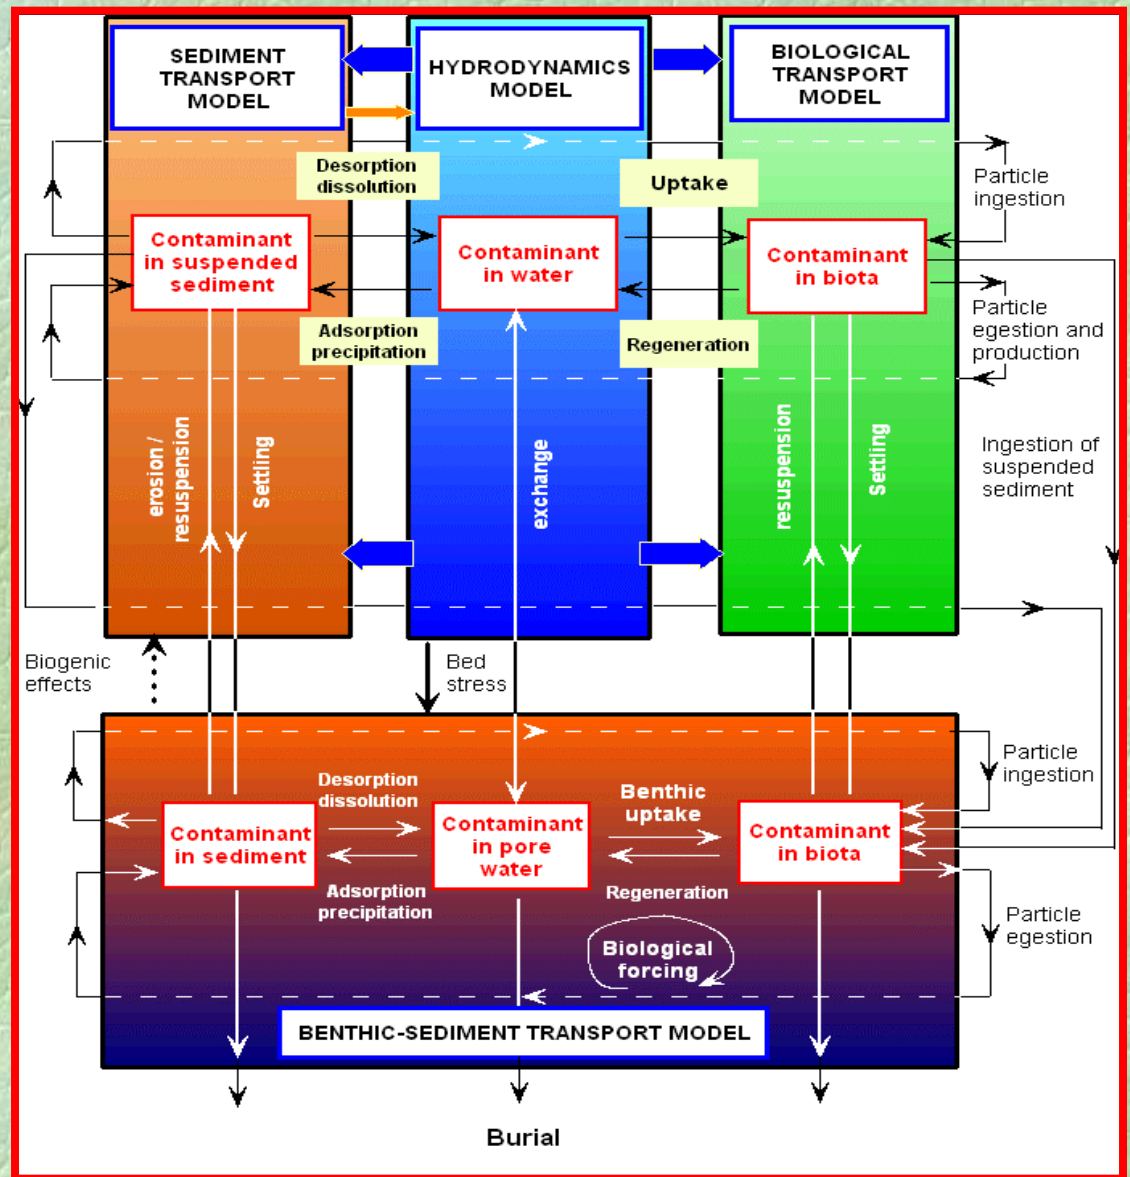 SEDIMENT
TRANSPORT
MODEL
HYDRODYNAMICS
MODEL
BIOLOGICAL
TRANSPORT
MODEL
Desorption
dissolution
Uptake
Particle
ingestion
Contaminant
in suspended
sediment
Contaminant
in water
Contaminant
in biota
Adsorption
precipitation
Regeneration
Particle
egestion and
production
erosion /
resuspension
Settling
exchange
resuspension
Settling
Ingestion of
suspended
sediment
Biogenic
effects
Bed
stress
Particle
ingestion
Desorption
dissolution
Benthic
uptake
Contaminant
in sediment
Contaminant
in pore
water
Contaminant
in biota
Adsorption
precipitation
Regeneration
Particle
egestion
Biological
forcing
BENTHIC-SEDIMENT TRANSPORT MODEL
Burial